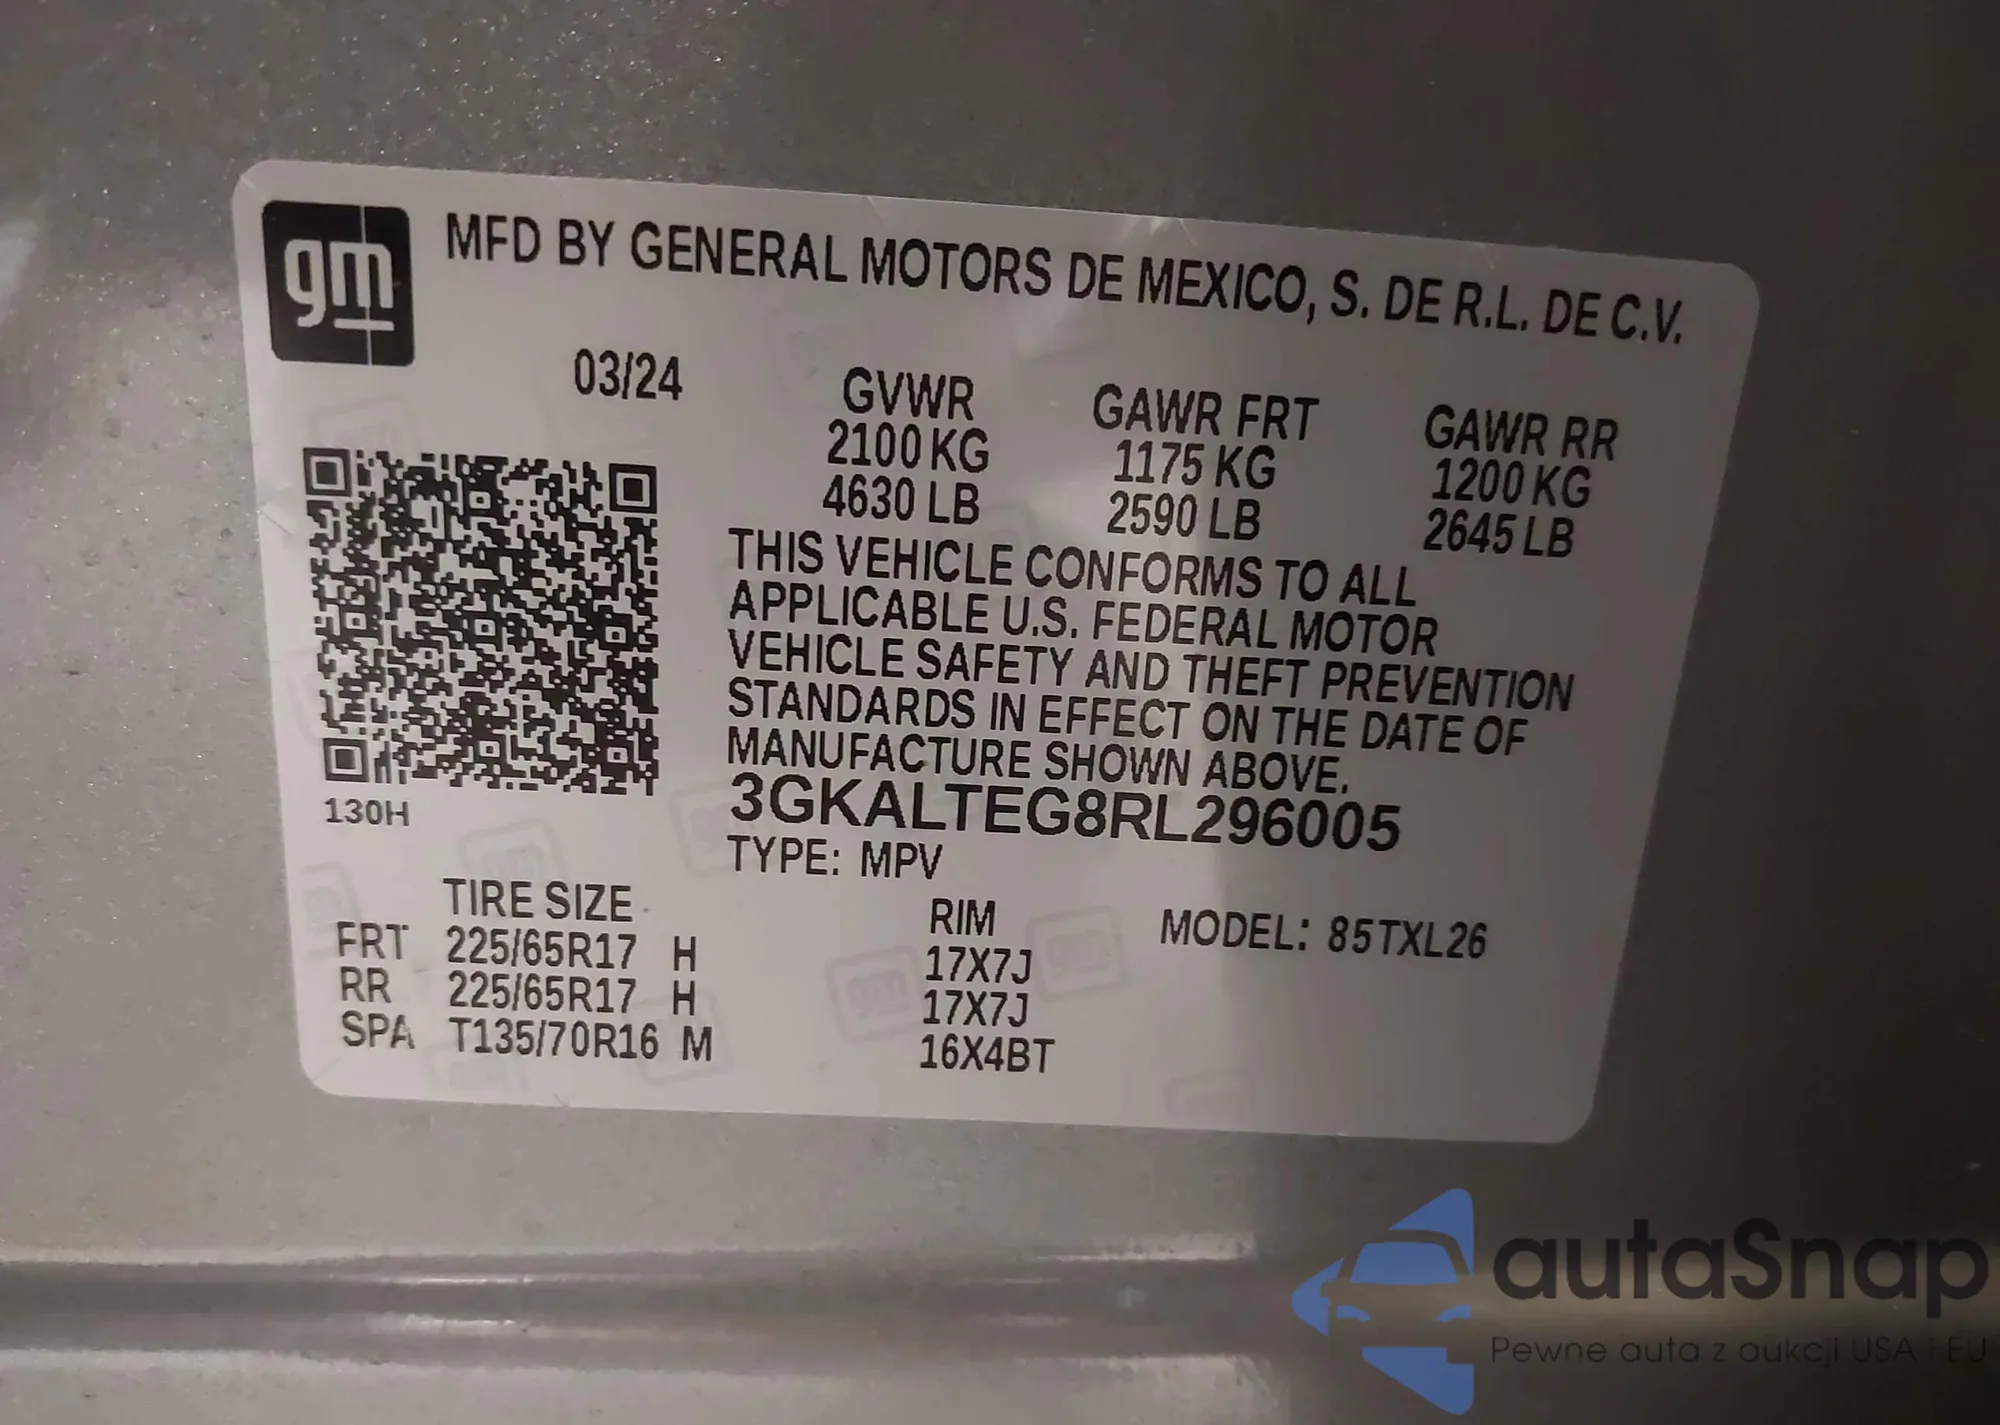 gm
MFD BY GENERAL MOTORS DE MEXICO, S. DE R.L. DE C.V.
03/24
GVWR GAWR FRT GAWR RR
2100 KG 1175 KG 1200 KG
4630 LB 2590 LB 2645 LB
THIS VEHICLE CONFORMS TO ALL
APPLICABLE U.S. FEDERAL MOTOR
VEHICLE SAFETY AND THEFT PREVENTION
STANDARDS IN EFFECT ON THE DATE OF
MANUFACTURE SHOWN ABOVE.
130H
3GKALTEG8RL296005
TYPE: MPV
TIRE SIZE RIM MODEL: 85TXL26
FRT 225/65R17 H 17X7J
RR 225/65R17 H 17X7J
SPA T135/70R16 M 16X4BT
autaSnap
Pewne auta z aukcji USA i EU